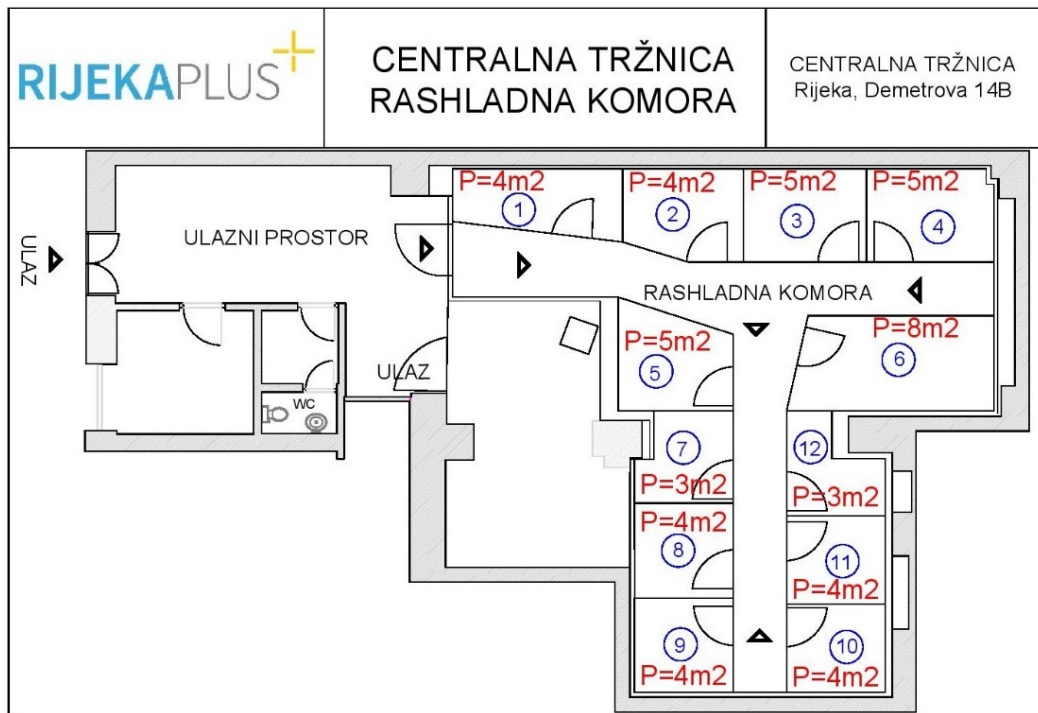 RIJEKAPLUS
CENTRALNA TRŽNICA
RASHLADNA KOMORA
CENTRALNA TRŽNICA
Rijeka, Demetrova 14B
ULAZ
ULAZNI PROSTOR
P=4m2
1
P=4m2
2
P=5m2
3
P=5m2
4
RASHLADNA KOMORA
P=5m2
5
P=8m2
6
ULAZ
WC
7
P=3m2
12
P=3m2
P=4m2
8
11
P=4m2
9
P=4m2
10
P=4m2